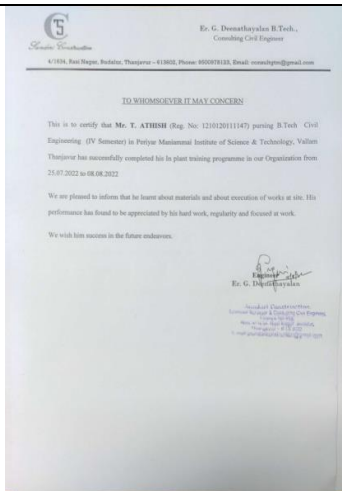 Er. G. Deenathayalan B.Tech.,
Consulting Civil Engineer
Construction
TO WHOMSOEVER IT MAY CONCERN
This is to certify that Mr. T. ATHISH (Reg. No: 1210120111147) pursing B.Tech Civil
Engineering (IV Semester) in Periyar Maniammai Institute of Science & Technology, Vallam
Thanjavur has successfully completed his In plant training programme in our Organization from
25.07.2022 to 08.08.2022
We are pleased to inform that he learnt about materials and about execution of works at site. His
performance has found to be appreciated by his hard work, regularity and focused at work.
We wish him success in the future endeavors.
Engineer
Er. G. Deenathayalan
Construction